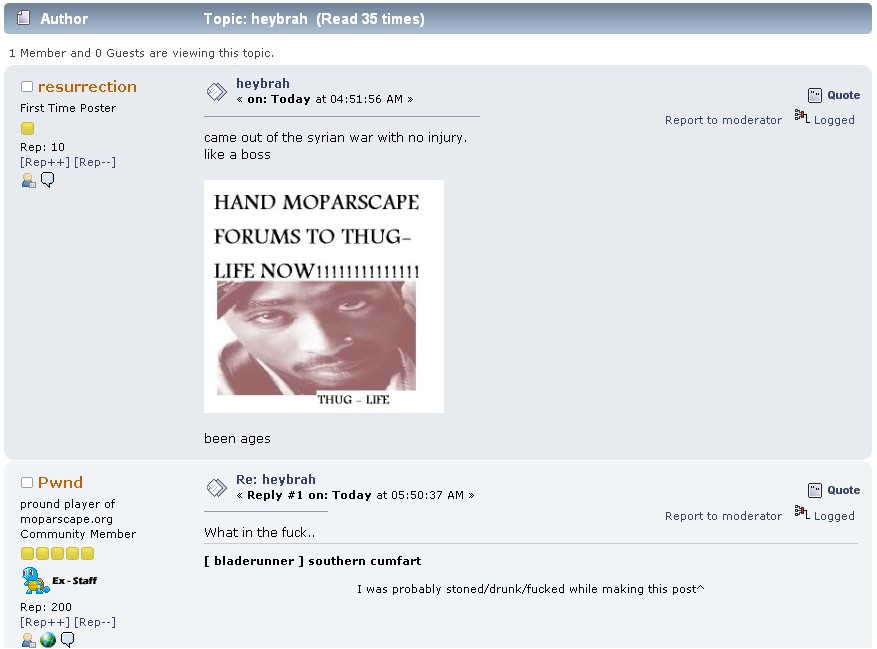 Author
Topic: heybrah (Read 35 times)
1 Member and 0 Guests are viewing this topic.
resurrection
First Time Poster
Rep: 10
[Rep++] [Rep--]
heybrah
« on: Today at 04:51:56 AM »
Quote
Report to moderator
Logged
came out of the syrian war with no injury.
like a boss
HAND MOPARSCAPE
FORUMS TO THUG-
LIFE NOW!!!!!!!!!!!!!!
THUG - LIFE
been ages
Pwnd
pround player of
moparscape.org
Community Member
Ex - Staff
Rep: 200
[Rep++] [Rep--]
Re: heybrah
« Reply #1 on: Today at 05:50:37 AM »
Quote
Report to moderator
Logged
What in the fuck..
[ bladerunner ] southern cumfart
I was probably stoned/drunk/fucked while making this post^